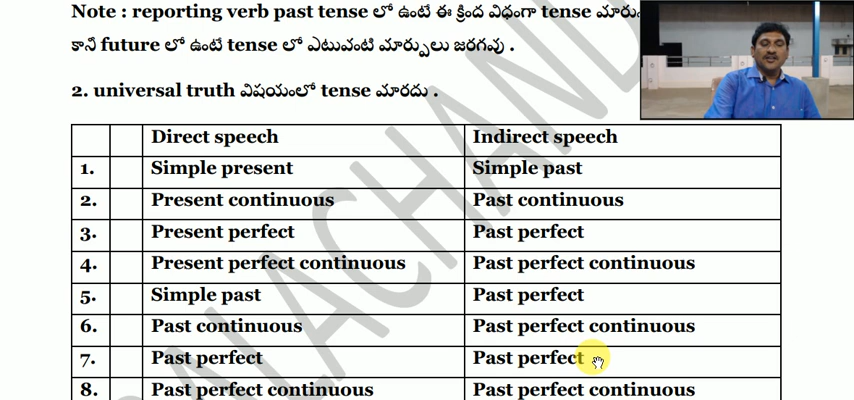 Note : reporting verb past tense లో ఉంటే ఈ క్రింద విధంగా tense
కాని future లో ఉంటే tense లో ఎటువంటి మార్పులు జరగవు .
2. universal truth విషయంలో tense మారదు .
Direct speech Indirect speech
1. Simple present Simple past
2. Present continuous Past continuous
3. Present perfect Past perfect
4. Present perfect continuous Past perfect continuous
5. Simple past Past perfect
6. Past continuous Past perfect continuous
7. Past perfect Past perfect
8. Past perfect continuous Past perfect continuous